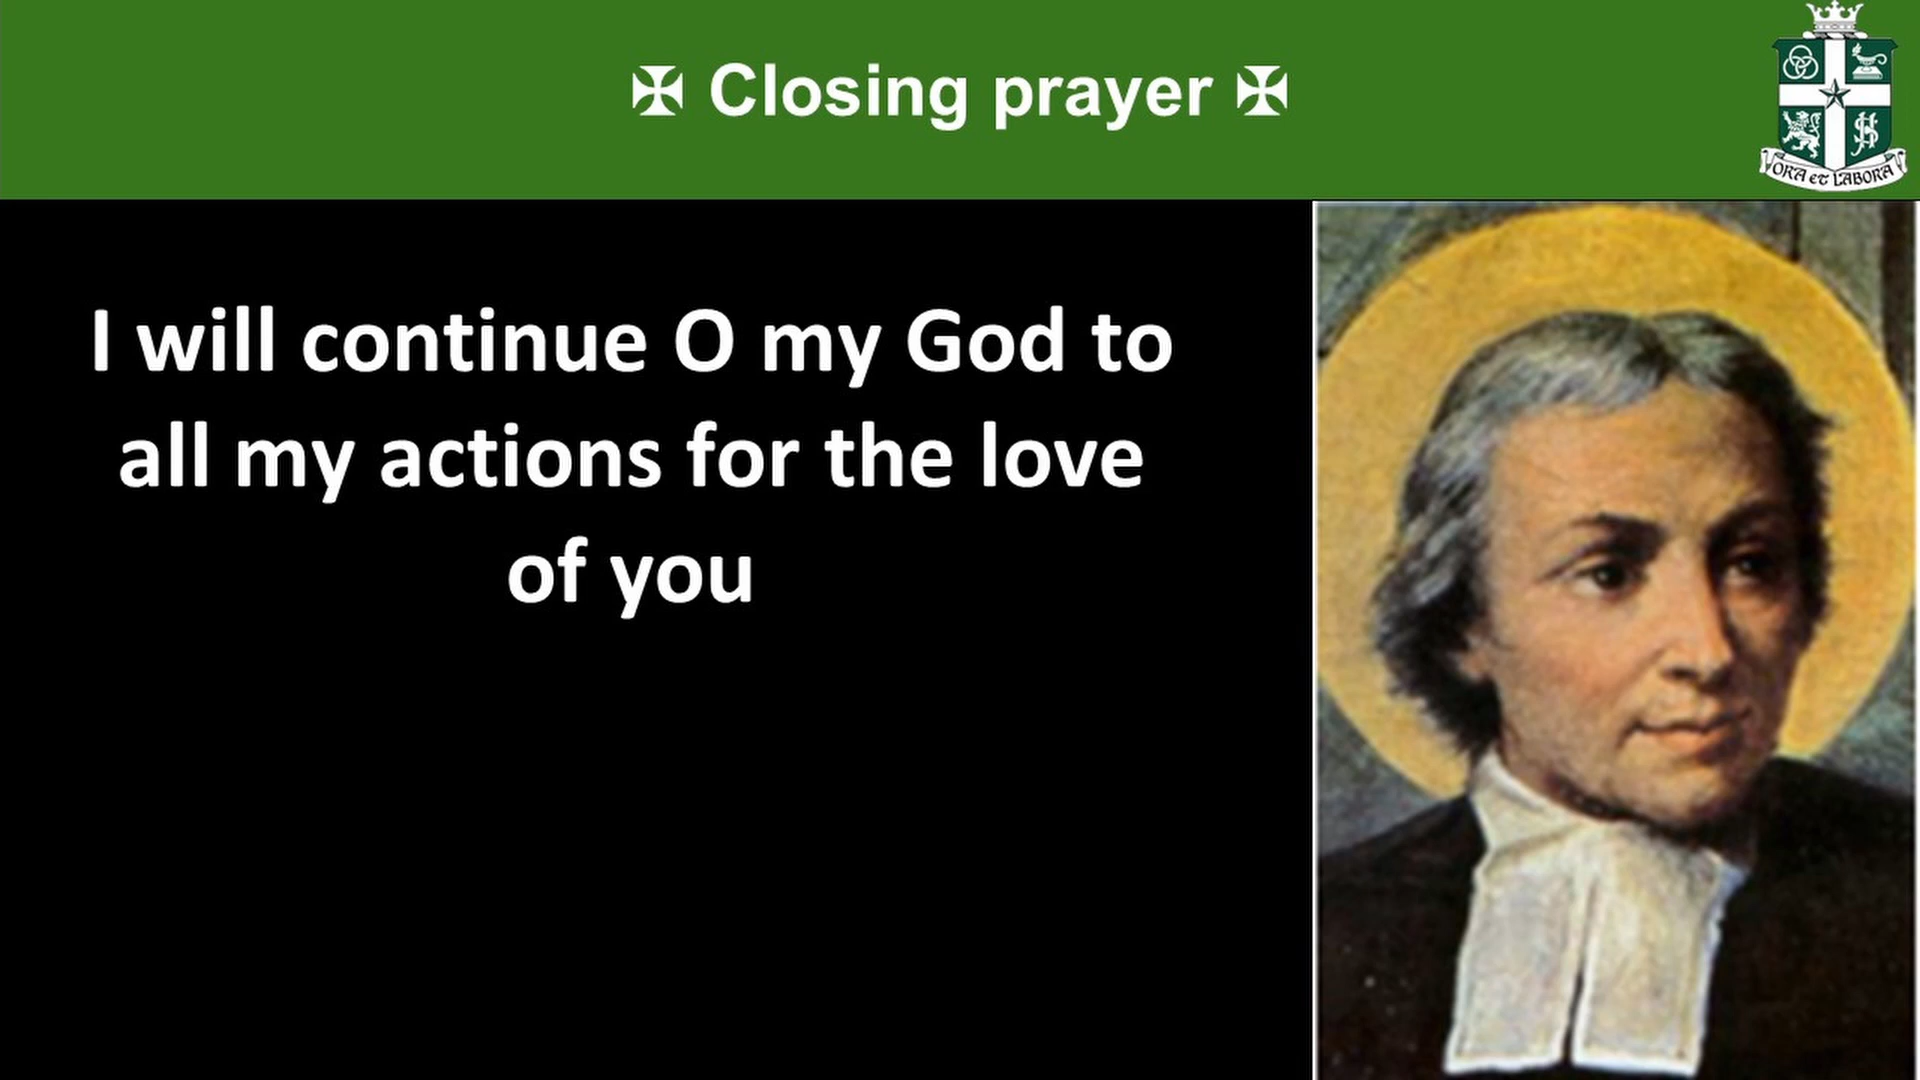 ✠ Closing prayer ✠
ORA ET LABORA
I will continue O my God to
all my actions for the love
of you